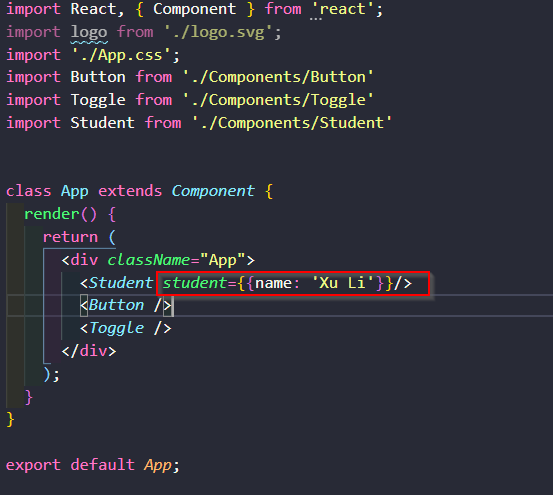 import React, { Component } from 'react';
import logo from './logo.svg';
import './App.css';
import Button from './Components/Button'
import Toggle from './Components/Toggle'
import Student from './Components/Student'
class App extends Component {
render() {
return (
<div className="App">
<Student student={{name: 'Xu Li'}}/>
<Button />
<Toggle />
</div>
);
}
}
export default App;